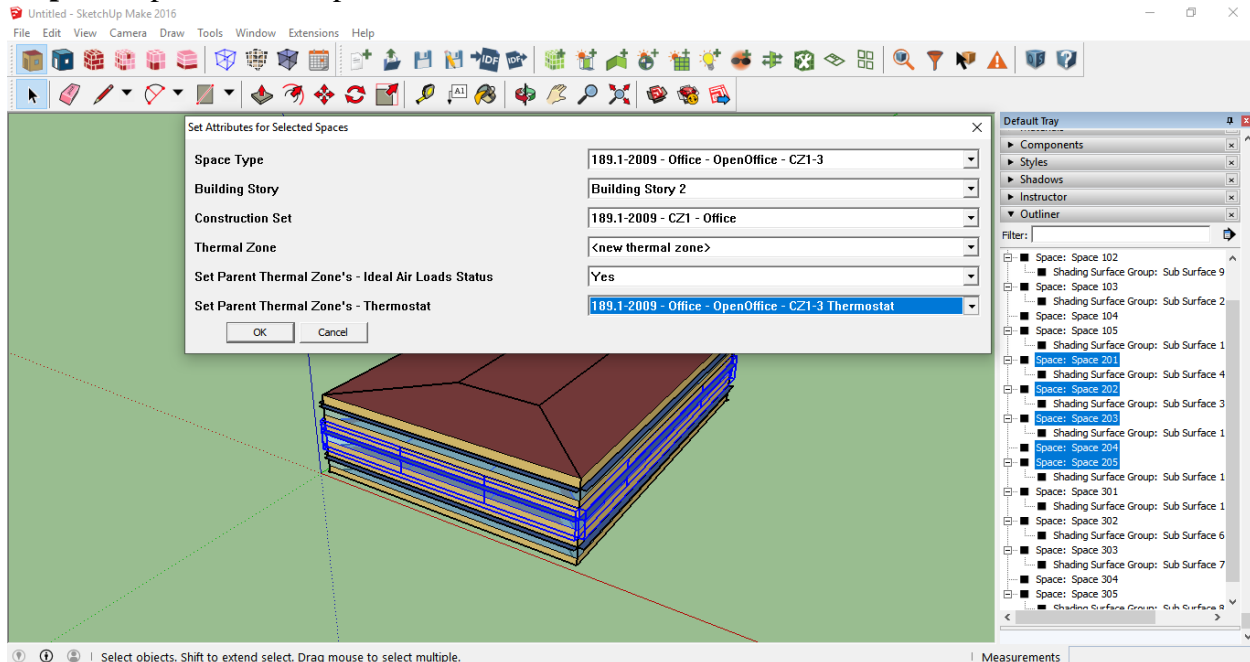 Untitled - SketchUp Make 2016
File Edit View Camera Draw Tools Window Extensions Help
IDF IDF+
A1
Set Attributes for Selected Spaces
Space Type 189.1-2009 - Office - OpenOffice - CZ1-3
Building Story Building Story 2
Construction Set 189.1-2009 - CZ1 - Office
Thermal Zone <new thermal zone>
Set Parent Thermal Zone's - Ideal Air Loads Status Yes
Set Parent Thermal Zone's - Thermostat 189.1-2009 - Office - OpenOffice - CZ1-3 Thermostat
OK Cancel
Default Tray
Components
Styles
Shadows
Instructor
Outliner
Filter:
Space: Space 102
Shading Surface Group: Sub Surface 9
Space: Space 103
Shading Surface Group: Sub Surface 2
Space: Space 104
Space: Space 105
Shading Surface Group: Sub Surface 1
Space: Space 201
Shading Surface Group: Sub Surface 4
Space: Space 202
Shading Surface Group: Sub Surface 3
Space: Space 203
Shading Surface Group: Sub Surface 1
Space: Space 204
Space: Space 205
Shading Surface Group: Sub Surface 1
Space: Space 301
Shading Surface Group: Sub Surface 1
Space: Space 302
Shading Surface Group: Sub Surface 6
Space: Space 303
Shading Surface Group: Sub Surface 7
Space: Space 304
Space: Space 305
Shading Surface Group: Sub Surface 8
Select objects. Shift to extend select. Drag mouse to select multiple.
Measurements